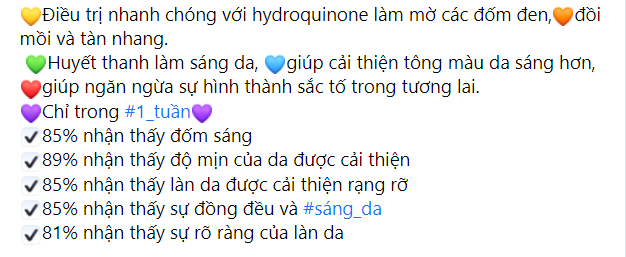 💛Điều trị nhanh chóng với hydroquinone làm mờ các đốm đen,🧡đồi
mồi và tàn nhang.
💚Huyết thanh làm sáng da, 💙giúp cải thiện tông màu da sáng hơn,
❤️giúp ngăn ngừa sự hình thành sắc tố trong tương lai.
💜Chỉ trong #1_tuần💜
✔85% nhận thấy đốm sáng
✔89% nhận thấy độ mịn của da được cải thiện
✔85% nhận thấy làn da được cải thiện rạng rỡ
✔85% nhận thấy sự đồng đều và #sáng_da
✔81% nhận thấy sự rõ ràng của làn da